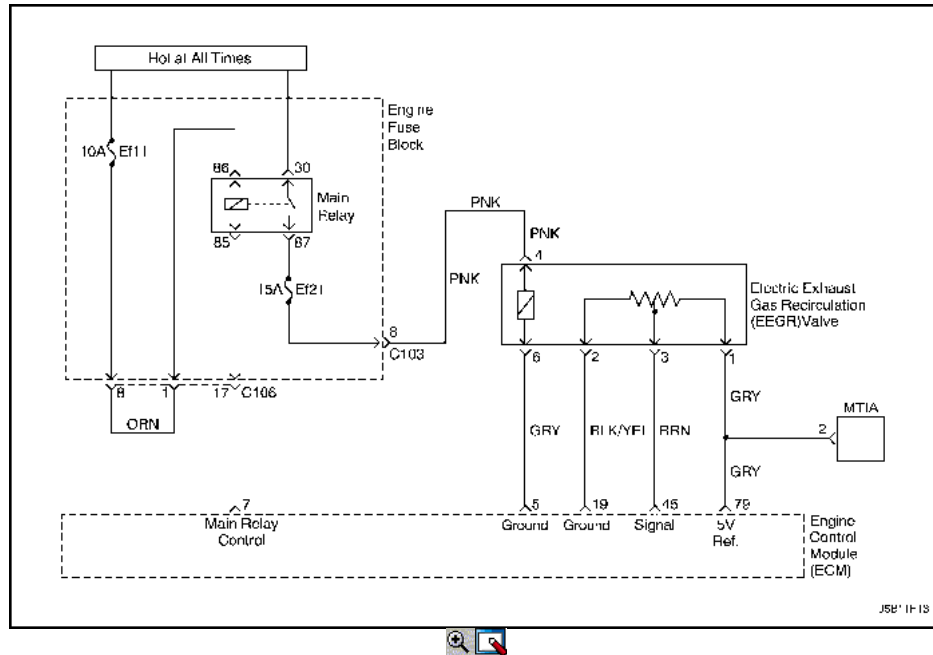 Hot at All Times
Engine
Fuse
Block
10A Ef11
86
30
Main
Relay
85
87
15A Ef21
PNK
PNK
4
PNK
Electric Exhaust
Gas Recirculation
(EEGR)Valve
8
C103
6
2
3
1
8
1
17
C106
ORN
GRY
MTIA
2
GRY
BLK/YEL
BRN
GRY
7
Main Relay
Control
5
Ground
19
Ground
46
Signal
79
5V
Ref.
Engine
Control
Module
(ECM)